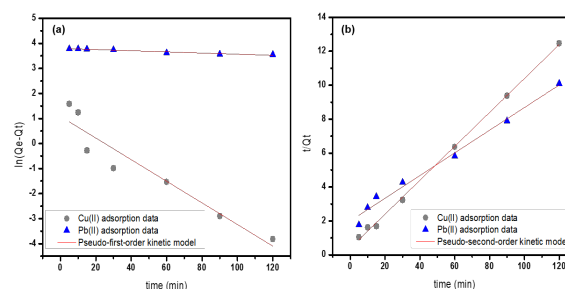 (a)
5
4
3
2
1
0
-1
-2
-3
-4
ln(Qe-Qt)
Cu(II) adsorption data
Pb(II) adsorption data
Pseudo-first-order kinetic model
0 20 40 60 80 100 120
time (min)
(b)
14
12
10
8
6
4
2
0
t/Qt
Cu(II) adsorption data
Pb(II) adsorption data
Pseudo-second-order kinetic model
0 20 40 60 80 100 120
time (min)